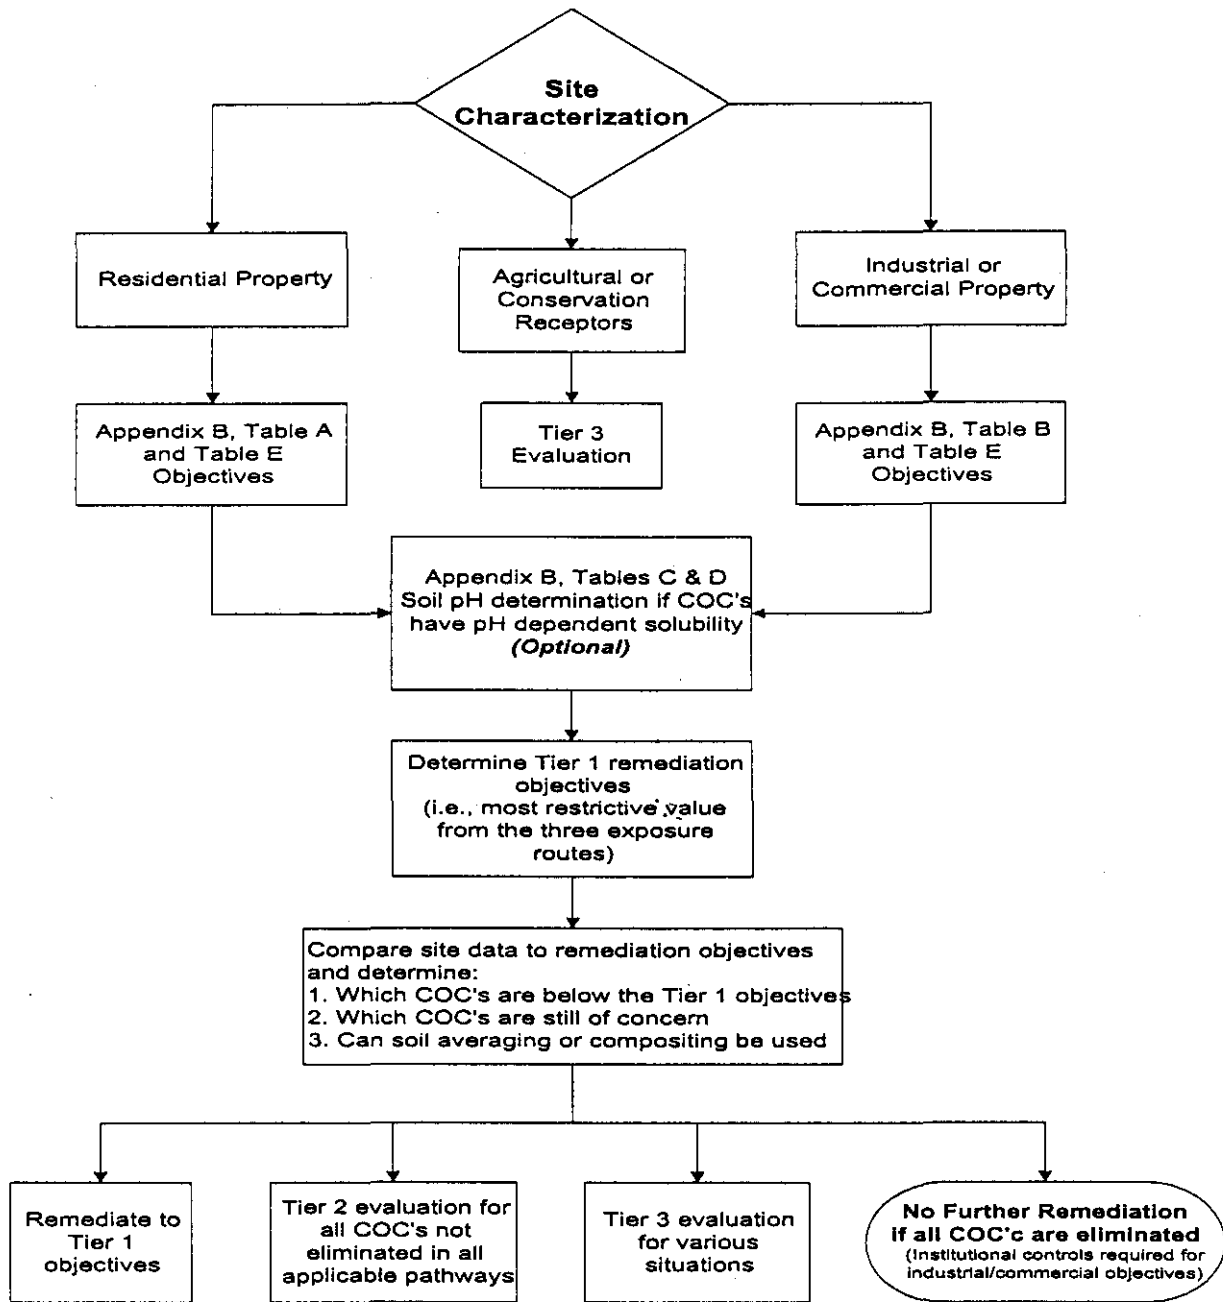 Site
Characterization
Residential Property
Agricultural or
Conservation
Receptors
Industrial or
Commercial Property
Appendix B, Table A
and Table E
Objectives
Tier 3
Evaluation
Appendix B, Table B
and Table E
Objectives
Appendix B, Tables C & D
Soil pH determination if COC's
have pH dependent solubility
(Optional)
Determine Tier 1 remediation
objectives
(i.e., most restrictive value
from the three exposure
routes)
Compare site data to remediation objectives
and determine:
1. Which COC's are below the Tier 1 objectives
2. Which COC's are still of concern
3. Can soil averaging or compositing be used
Remediate to
Tier 1
objectives
Tier 2 evaluation for
all COC's not
eliminated in all
applicable pathways
Tier 3 evaluation
for various
situations
No Further Remediation
if all COC'c are eliminated
(Institutional controls required for
industrial/commercial objectives)